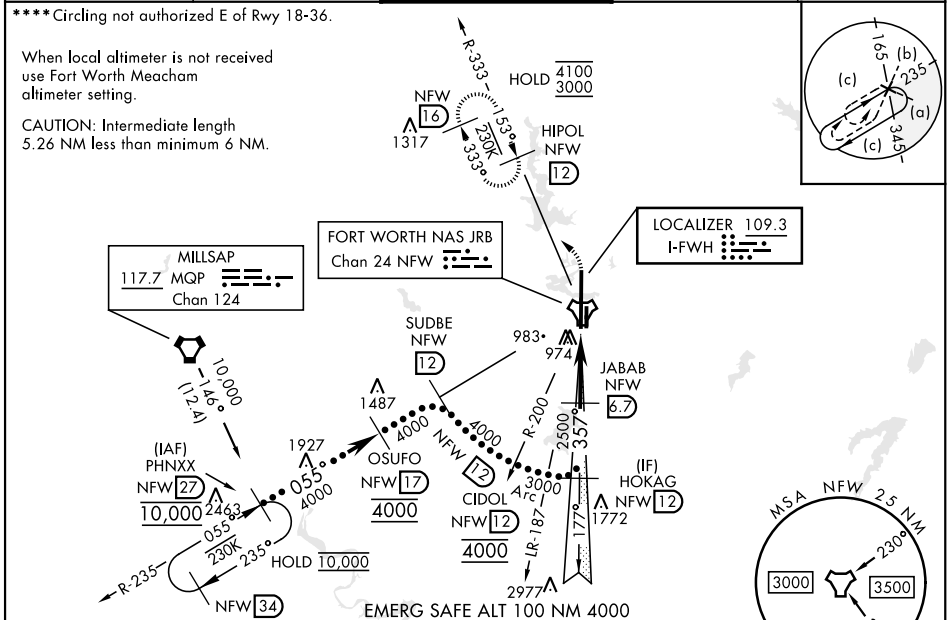 ****Circling not authorized E of Rwy 18-36.
When local altimeter is not received
use Fort Worth Meacham
altimeter setting.
CAUTION: Intermediate length
5.26 NM less than minimum 6 NM.
R-333
HOLD 4100
3000
NFW
16
1317
153°
230K
333°
HIPOL
NFW
12
165
(b)
235
(c)
(a)
(c)
345
LOCALIZER 109.3
I-FWH
FORT WORTH NAS JRB
Chan 24 NFW
MILLSAP
117.7 MQP
Chan 124
10,000
146°
(12.4)
SUDBE
NFW
12
983
974
JABAB
NFW
6.7
1487
4000
OSUFO
NFW 17
4000
NFW 12
4000
R-200
2500
357°
3000
Arc
CIDOL
NFW 12
4000
(IF)
HOKAG
NFW 12
1772
177°
LR-187
2977
(IAF)
PHNXX
NFW 27
10,000
2463
1927
055°
4000
055°
230K
235°
HOLD 10,000
R-235
NFW 34
EMERG SAFE ALT 100 NM 4000
MSA NFW 25 NM
230°
3000
3500